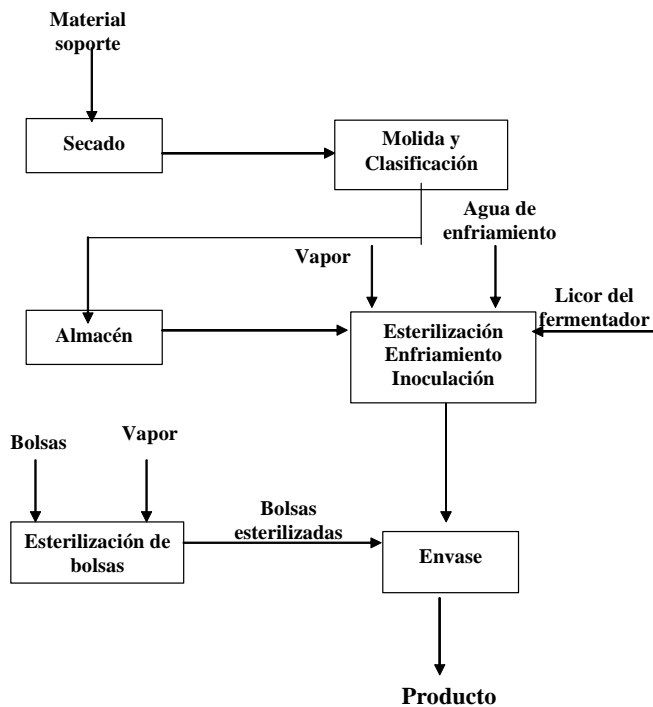 Material
soporte
Secado
Molida y
Clasificación
Agua de
enfriamiento
Vapor
Licor del
fermentador
Almacén
Esterilización
Enfriamiento
Inoculación
Bolsas
Vapor
Bolsas
esterilizadas
Esterilización de
bolsas
Envase
Producto